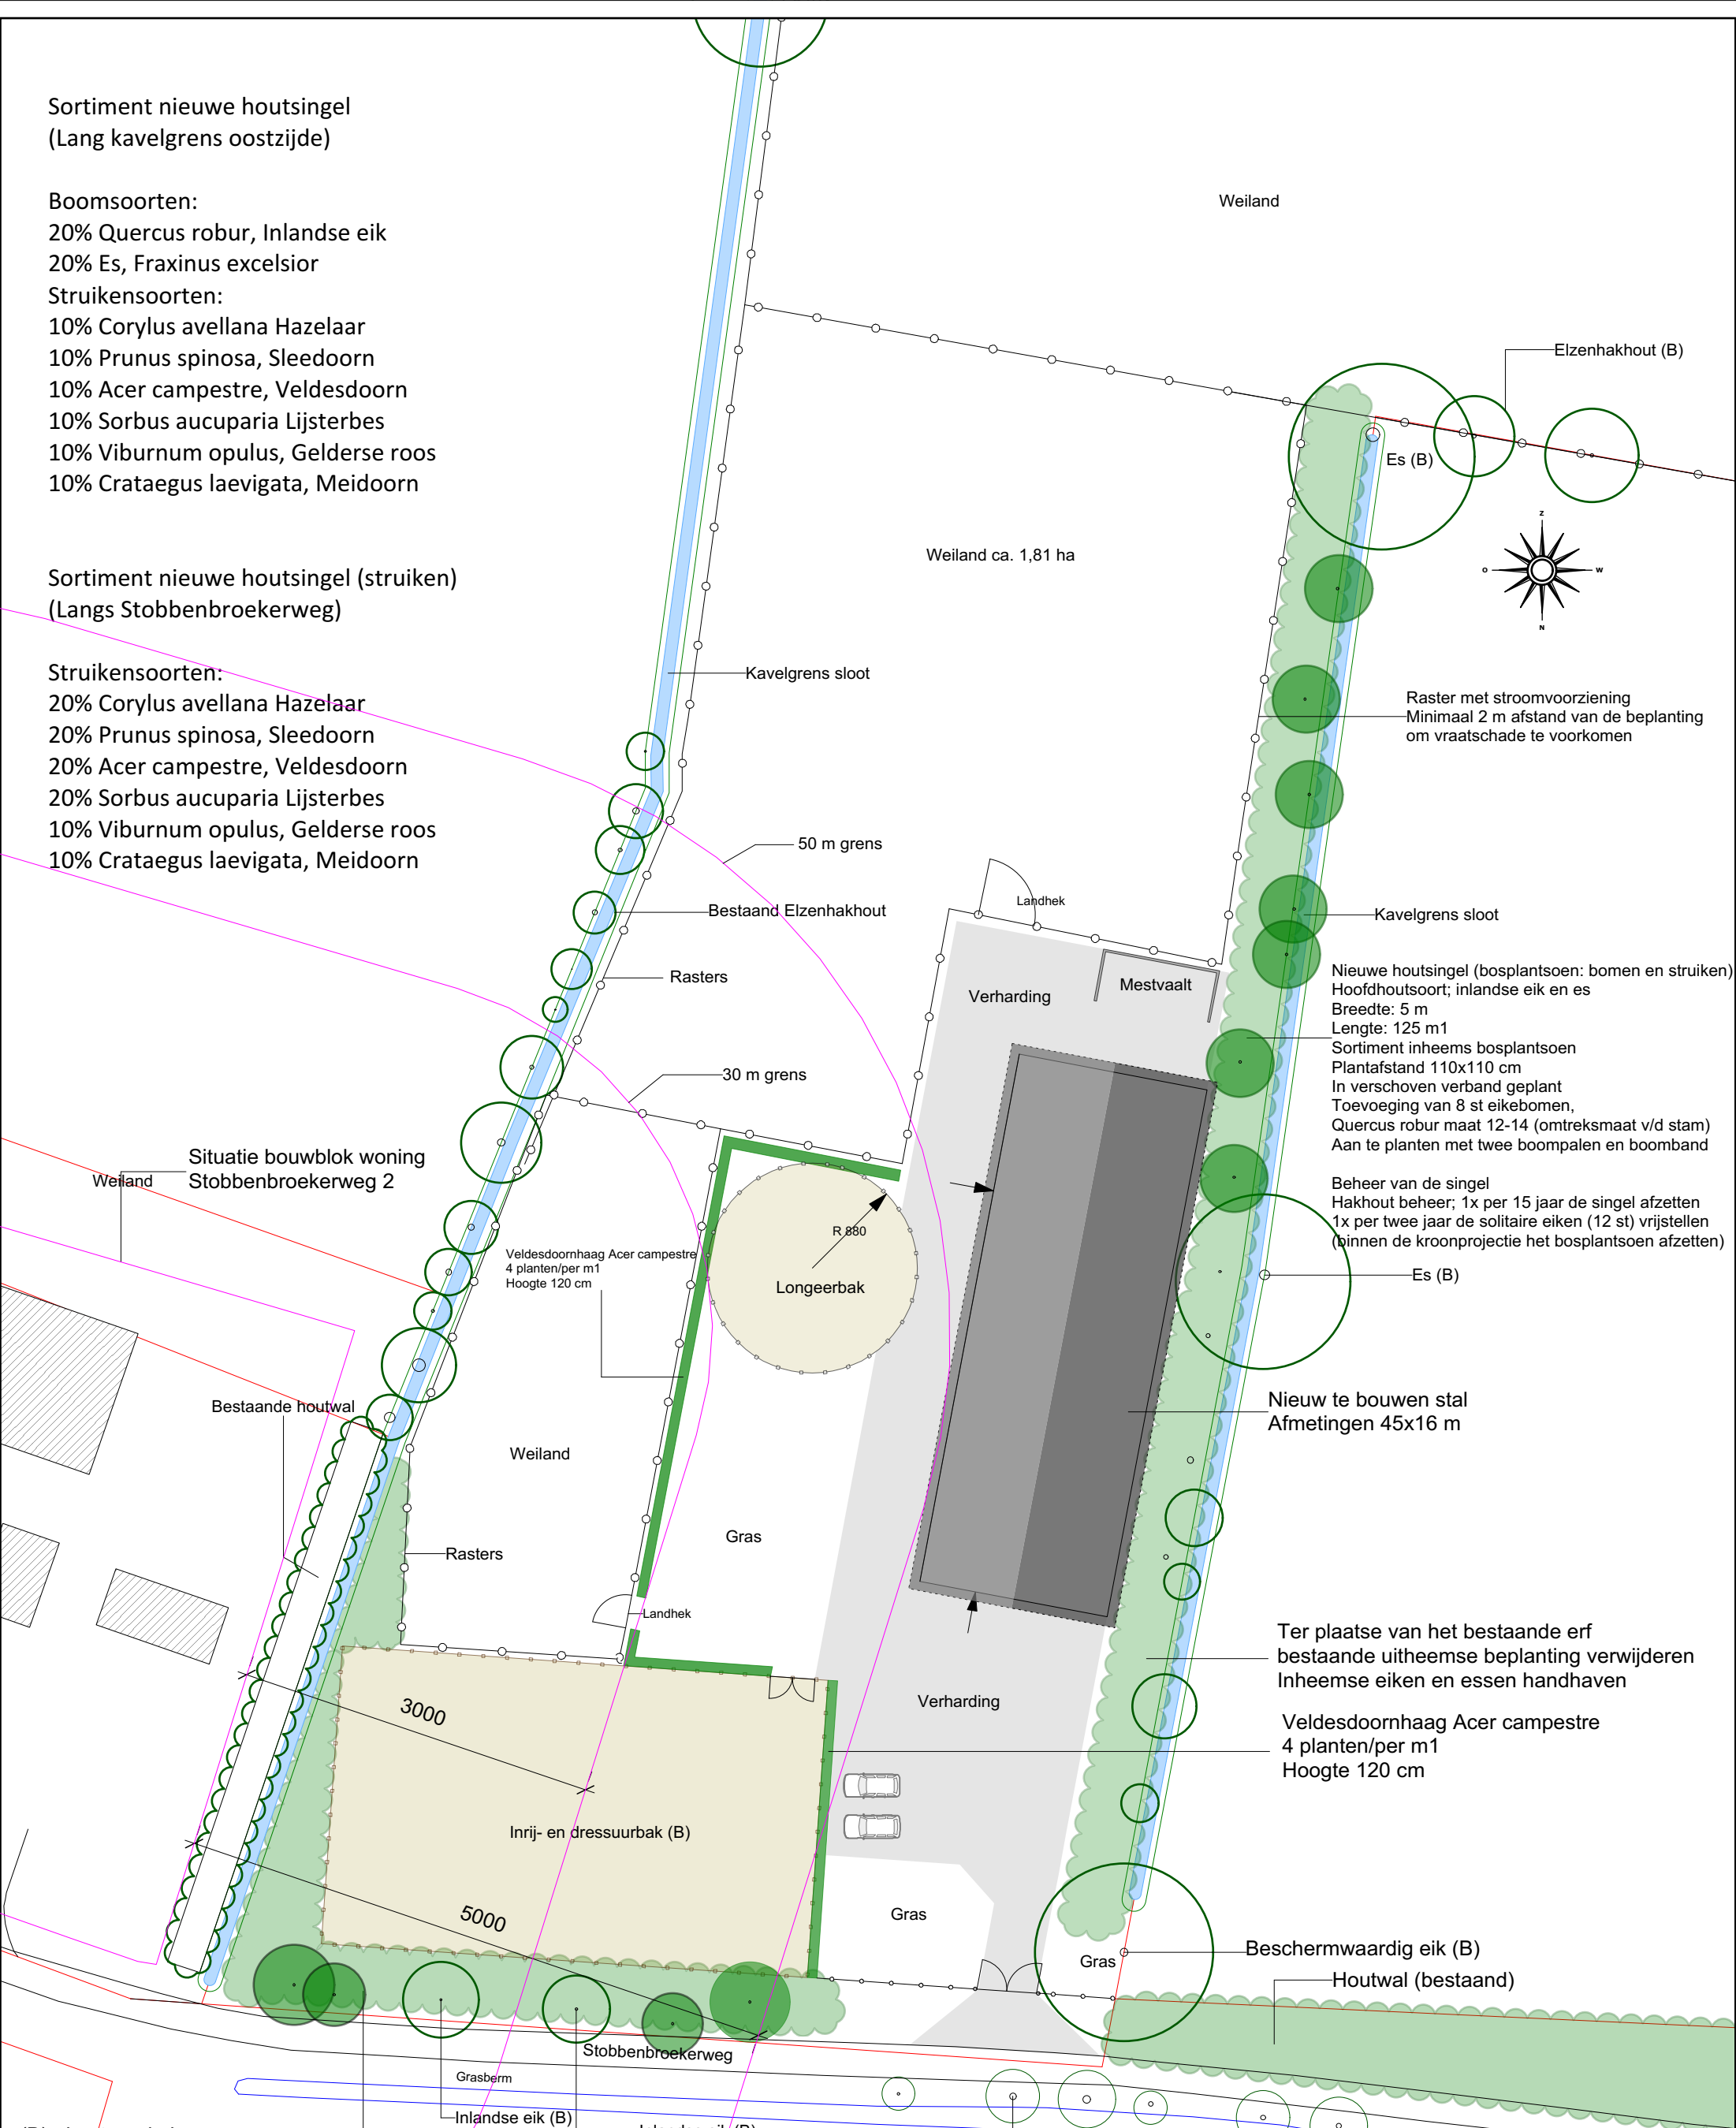 Sortiment nieuwe houtsingel
(Lang kavelgrens oostzijde)
Boomsoorten:
20% Quercus robur, Inlandse eik
20% Es, Fraxinus excelsior
Struikensoorten:
10% Corylus avellana Hazelaar
10% Prunus spinosa, Sleedoorn
10% Acer campestre, Veldesdoorn
10% Sorbus aucuparia Lijsterbes
10% Viburnum opulus, Gelderse roos
10% Crataegus laevigata, Meidoorn
Sortiment nieuwe houtsingel (struiken)
(Langs Stobbenbroekerweg)
Struikensoorten:
20% Corylus avellana Hazelaar
20% Prunus spinosa, Sleedoorn
20% Acer campestre, Veldesdoorn
20% Sorbus aucuparia Lijsterbes
10% Viburnum opulus, Gelderse roos
10% Crataegus laevigata, Meidoorn
Weiland
Elzenhakhout (B)
Es (B)
Z
O
W
N
Weiland ca. 1,81 ha
Kavelgrens sloot
Raster met stroomvoorziening
Minimaal 2 m afstand van de beplanting
om vraatschade te voorkomen
50 m grens
Landhek
Bestaand Elzenhakhout
Kavelgrens sloot
Rasters
Verharding
Mestvaalt
Nieuwe houtsingel (bosplantsoen: bomen en struiken)
Hoofdhoutsoort; inlandse eik en es
Breedte: 5 m
Lengte: 125 m1
Sortiment inheems bosplantsoen
Plantafstand 110x110 cm
In verschoven verband geplant
Toevoeging van 8 st eikebomen,
Quercus robur maat 12-14 (omtreksmaat v/d stam)
Aan te planten met twee boompalen en boomband
30 m grens
Situatie bouwblok woning
Stobbenbroekerweg 2
Weiland
Beheer van de singel
Hakhout beheer; 1x per 15 jaar de singel afzetten
1x per twee jaar de solitaire eiken (12 st) vrijstellen
(binnen de kroonprojectie het bosplantsoen afzetten)
R 880
Longeerbak
Veldesdoornhaag Acer campestre
4 planten/per m1
Hoogte 120 cm
Es (B)
Nieuw te bouwen stal
Afmetingen 45x16 m
Bestaande houtwal
Weiland
Gras
Rasters
Landhek
Ter plaatse van het bestaande erf
bestaande uitheemse beplanting verwijderen
Inheemse eiken en essen handhaven
Verharding
3000
Veldesdoornhaag Acer campestre
4 planten/per m1
Hoogte 120 cm
Inrij- en dressuurbak (B)
5000
Gras
Gras
Beschermwaardig eik (B)
Houtwal (bestaand)
Stobbenbroekerweg
Grasberm
Inlandse eik (B)